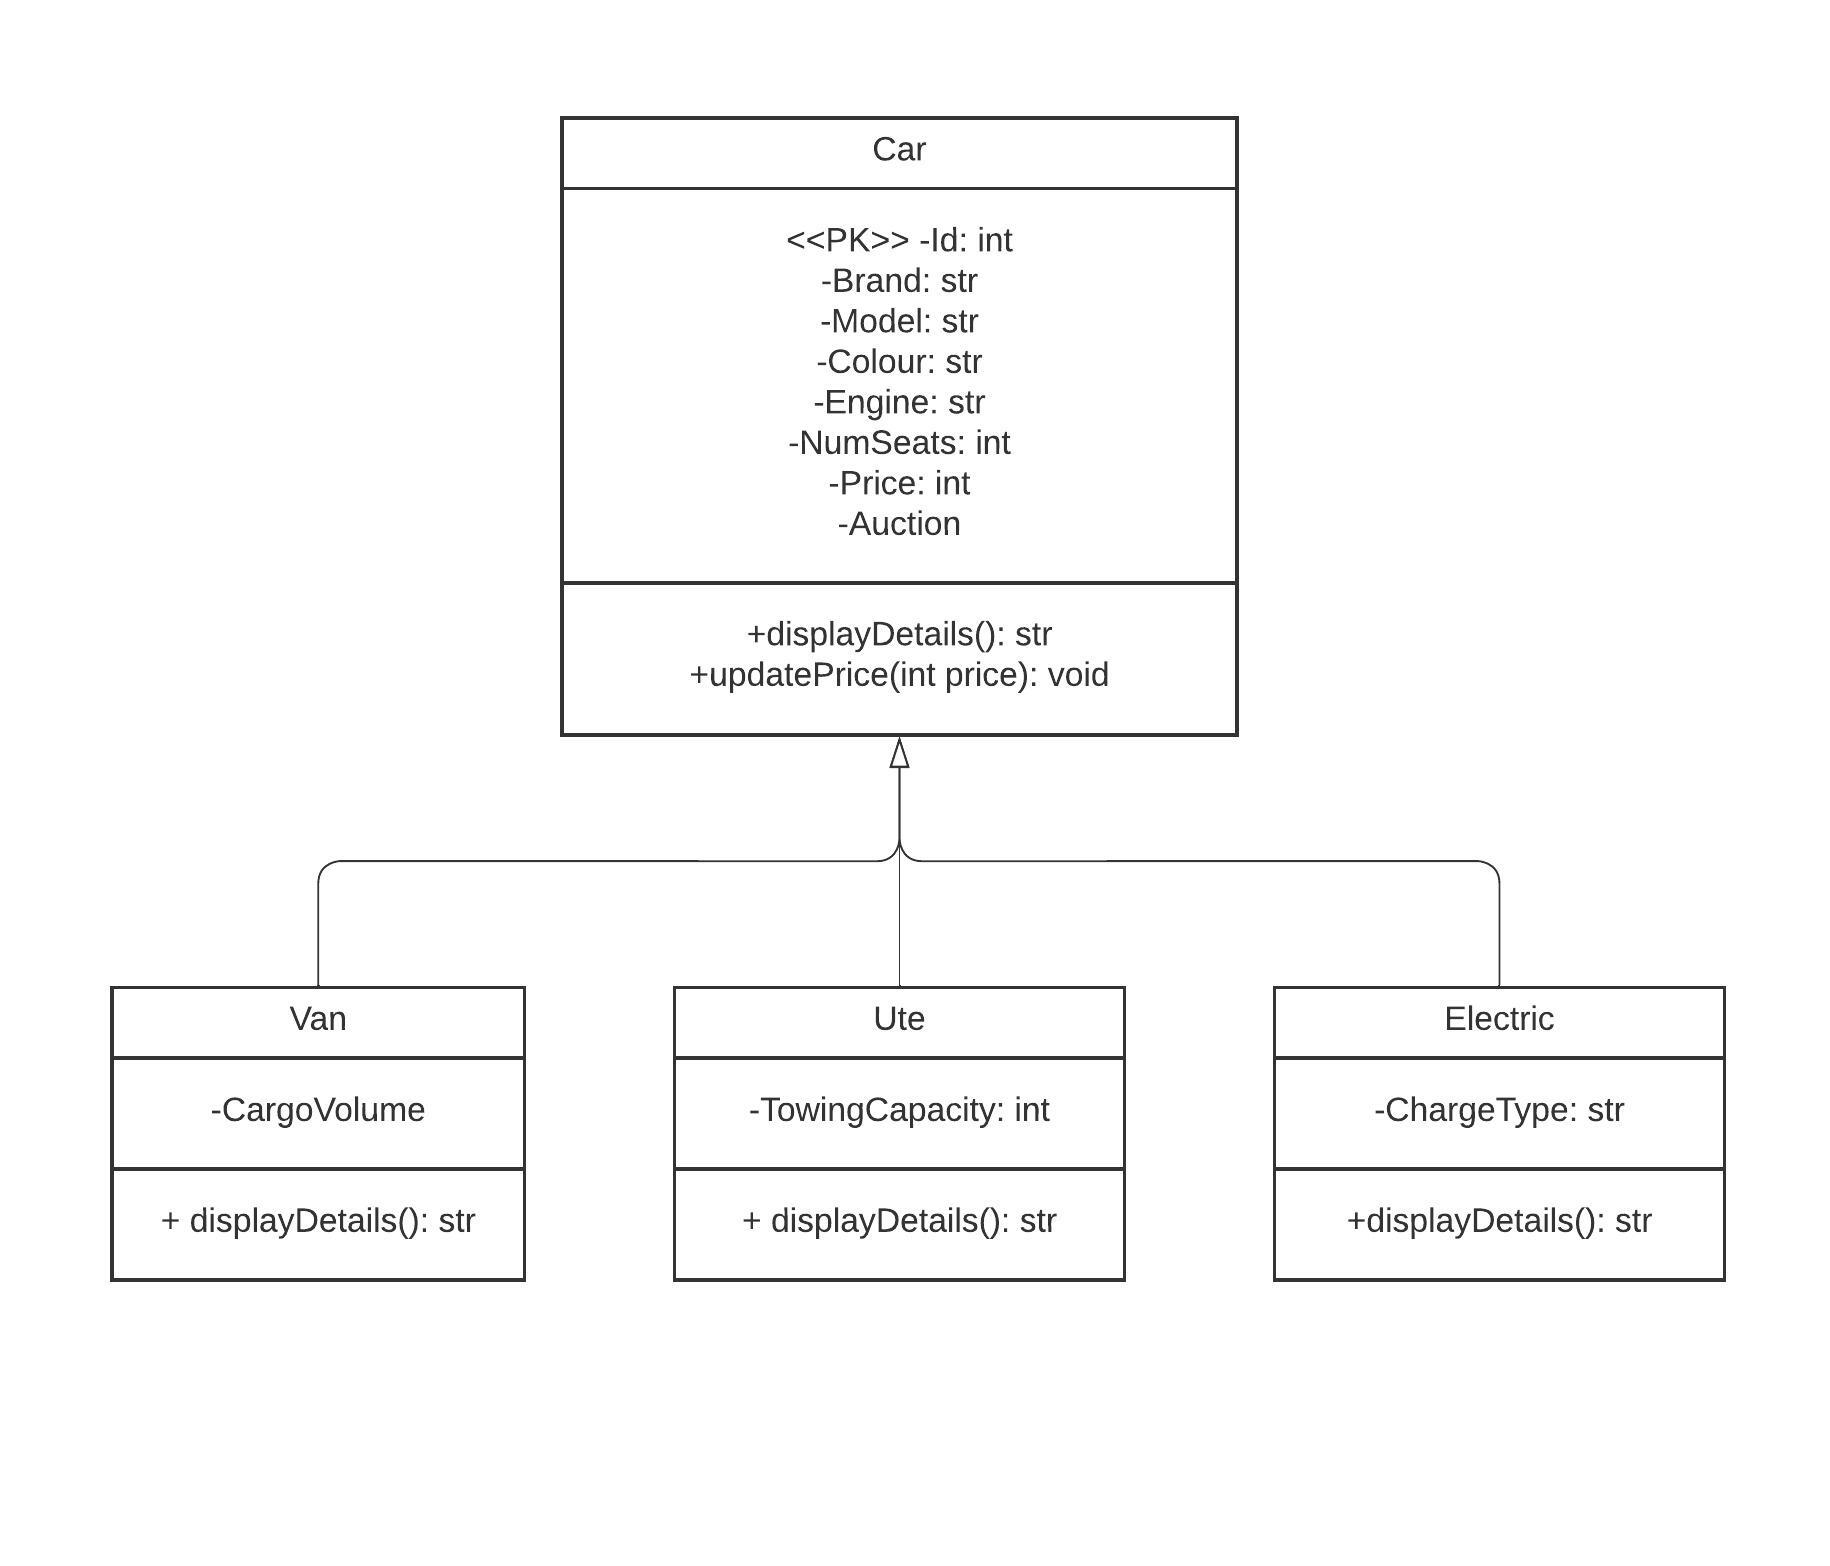 Car
<<PK>> -Id: int
-Brand: str
-Model: str
-Colour: str
-Engine: str
-NumSeats: int
-Price: int
-Auction
+displayDetails(): str
+updatePrice(int price): void
Van
-CargoVolume
+ displayDetails(): str
Ute
-TowingCapacity: int
+ displayDetails(): str
Electric
-ChargeType: str
+displayDetails(): str